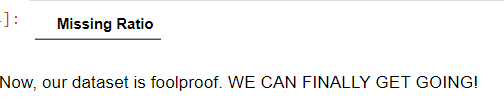 ]:
Missing Ratio
Now, our dataset is foolproof. WE CAN FINALLY GET GOING!